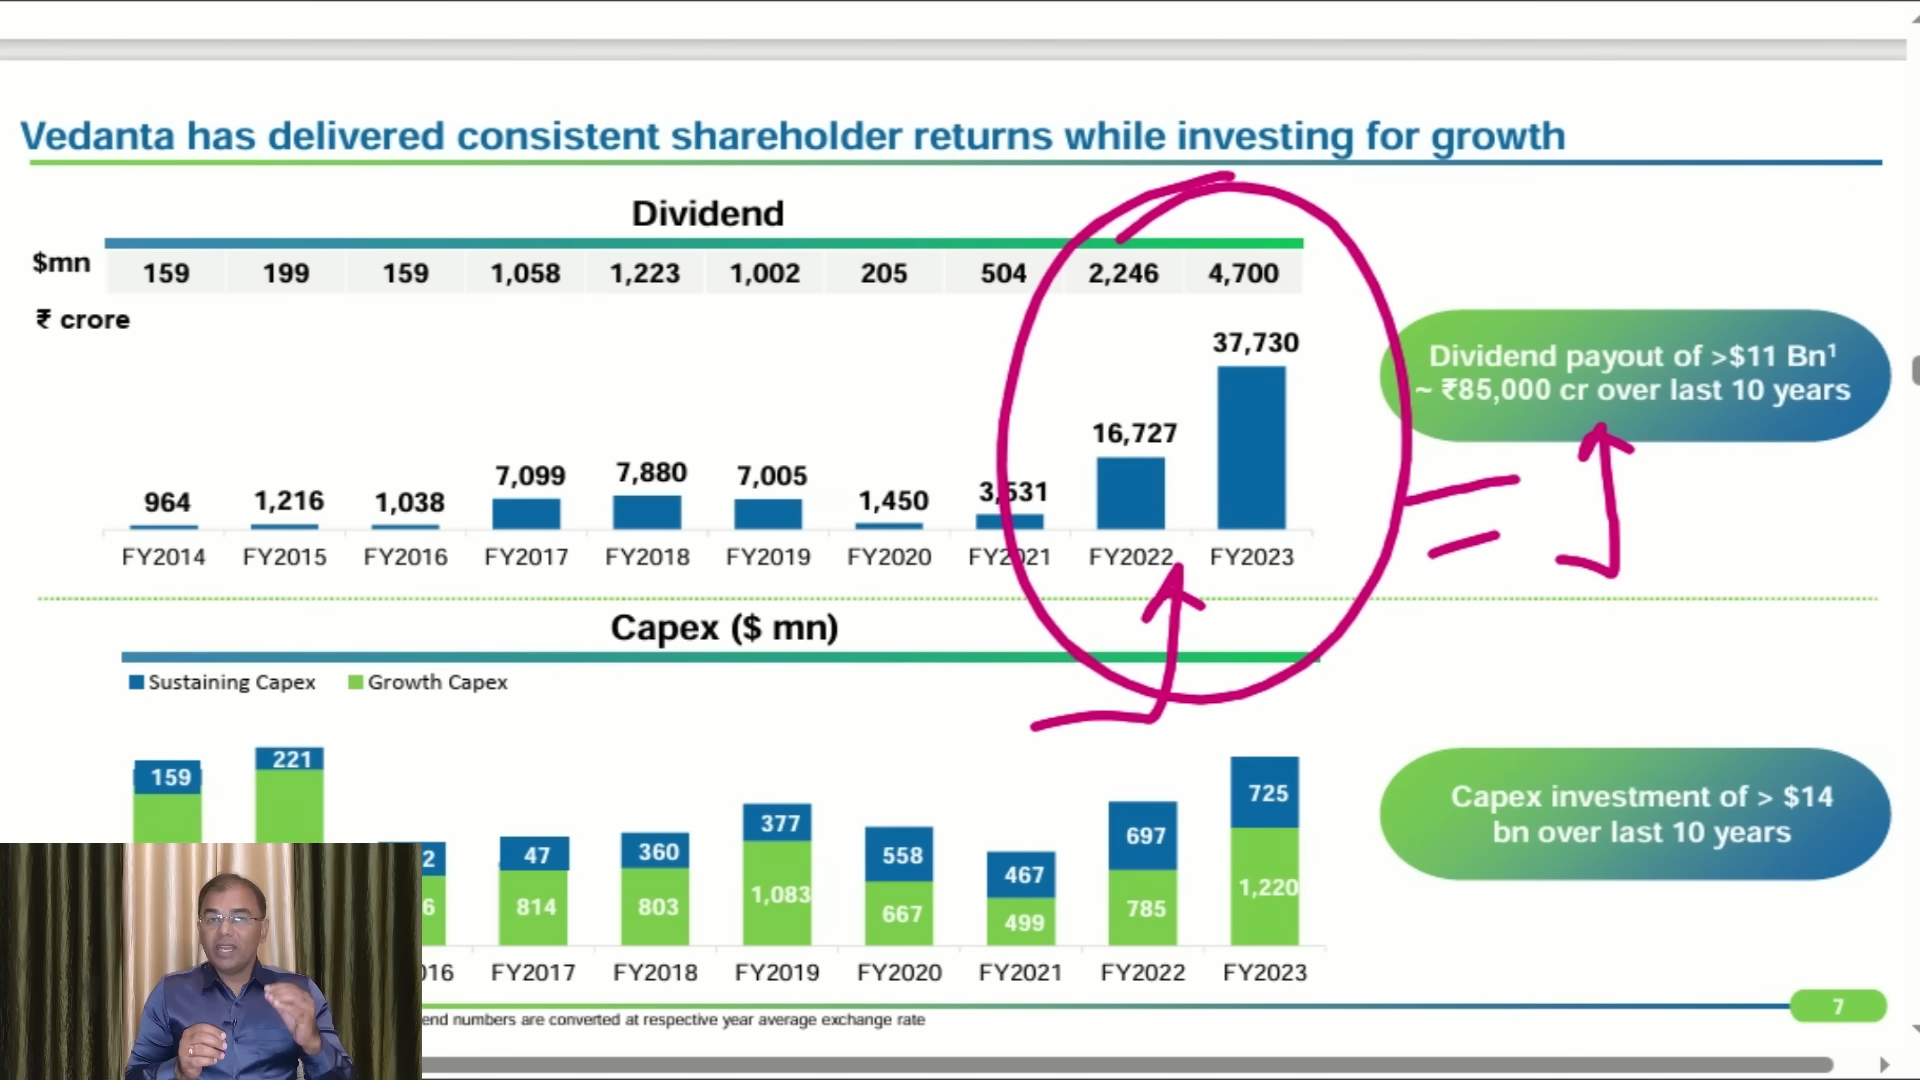 Vedanta has delivered consistent shareholder returns while investing for growth
Dividend
$mn 159 199 159 1,058 1,223 1,002 205 504 2,246 4,700
₹ crore
964 1,216 1,038 7,099 7,880 7,005 1,450 3,531 16,727 37,730
FY2014 FY2015 FY2016 FY2017 FY2018 FY2019 FY2020 FY2021 FY2022 FY2023
Dividend payout of >$11 Bn¹
~ ₹85,000 cr over last 10 years
Capex ($ mn)
Sustaining Capex Growth Capex
159 221 2 47 360 377 558 467 697 725
6 814 803 1,083 667 499 785 1,220
016 FY2017 FY2018 FY2019 FY2020 FY2021 FY2022 FY2023
Capex investment of > $14
bn over last 10 years
end numbers are converted at respective year average exchange rate
7